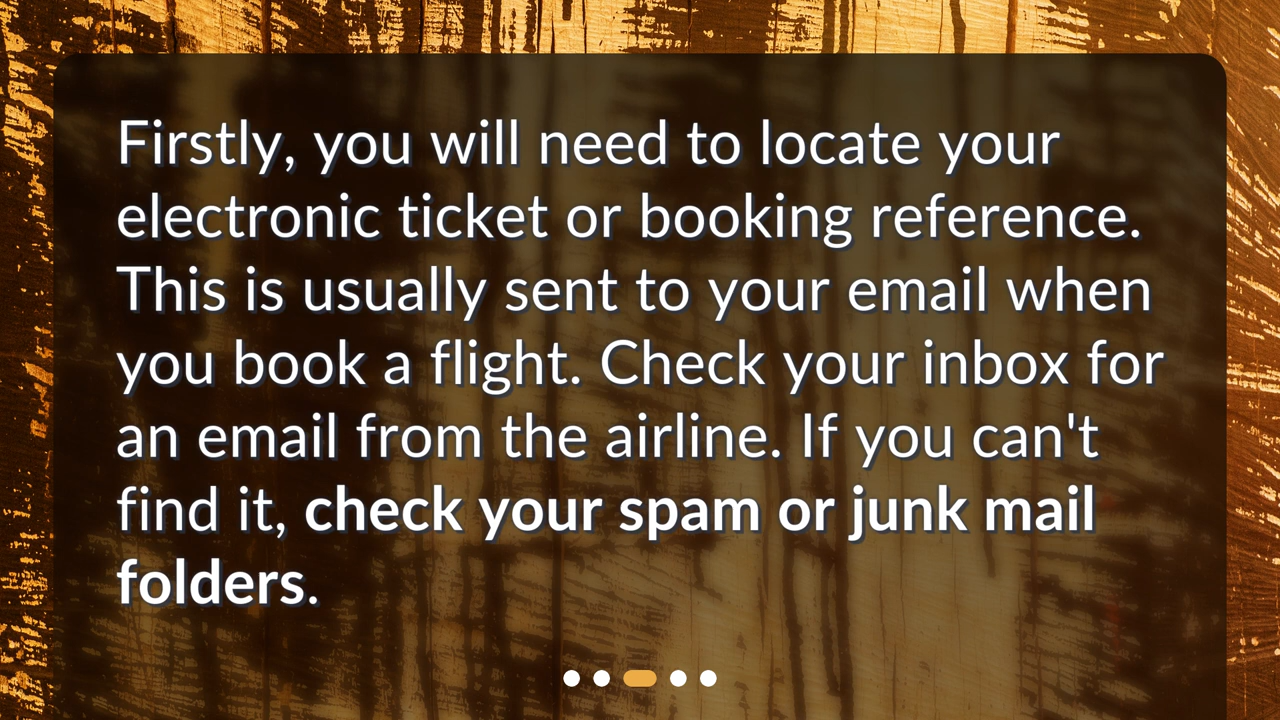 Firstly, you will need to locate your
electronic ticket or booking reference.
This is usually sent to your email when
you book a flight. Check your inbox for
an email from the airline. If you can't
find it, check your spam or junk mail
folders.